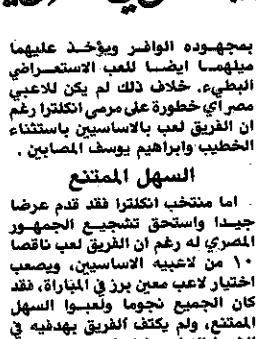 بمجهوده الوافر ويؤخذ عليهما
ميلهما ايضا للعب الاستعراضي
البطيء. خلاف ذلك لم يكن للاعبي
مصر اي خطورة على مرمى انكلترا رغم
ان الفريق لعب بالاساسيين باستثناء
الخطيب وابراهيم يوسف المصابين .
السهل الممتنع
اما منتخب انكلترا فقد قدم عرضا
جيدا واستحق تشجيع الجمهور
المصري له رغم ان الفريق لعب ناقصا
١٠ من لاعبيه الاساسيين، ويصعب
اختيار لاعب معين برز في المباراة، فقد
كان الجميع نجوما ولعبوا السهل
الممتنع، ولم يكتف الفريق بهدفيه في